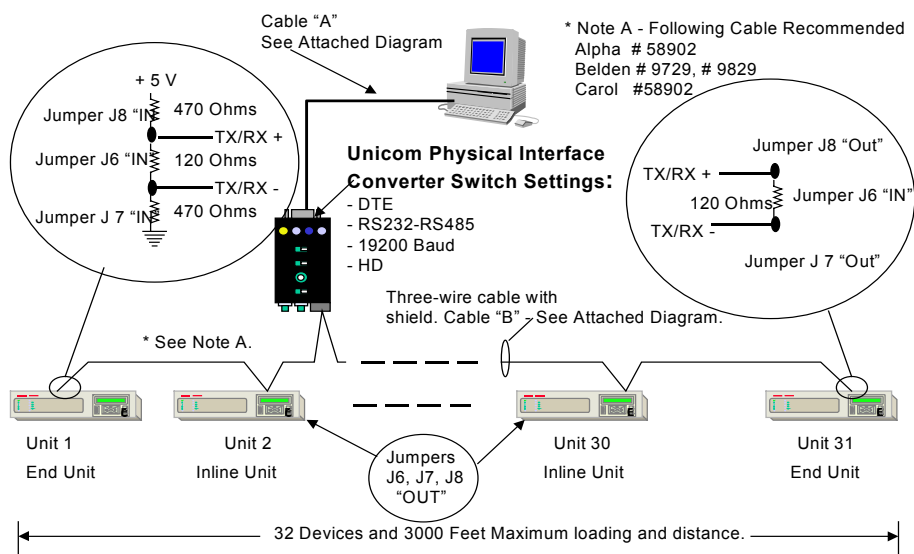 Cable “A”
See Attached Diagram
* Note A - Following Cable Recommended
Alpha # 58902
Belden # 9729, # 9829
Carol #58902
+ 5 V
Jumper J8 “IN”
470 Ohms
TX/RX +
Jumper J6 “IN”
120 Ohms
TX/RX -
Jumper J 7 “IN”
470 Ohms
Unicom Physical Interface
Converter Switch Settings:
- DTE
- RS232-RS485
- 19200 Baud
- HD
Jumper J8 “Out”
TX/RX +
120 Ohms
Jumper J6 “IN”
TX/RX -
Jumper J 7 “Out”
Three-wire cable with
shield. Cable “B” - See Attached Diagram.
* See Note A.
Unit 1
End Unit
Unit 2
Inline Unit
Jumpers
J6, J7, J8
“OUT”
Unit 30
Inline Unit
Unit 31
End Unit
32 Devices and 3000 Feet Maximum loading and distance.